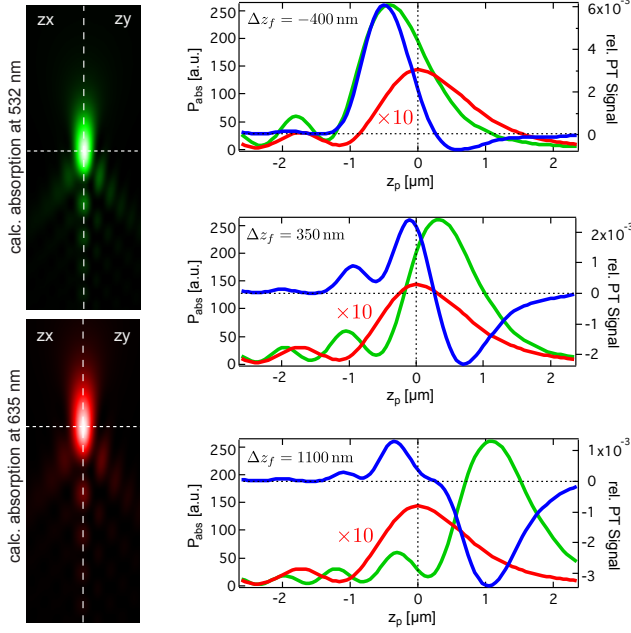 zx zy
calc. absorption at 532 nm
zx zy
calc. absorption at 635 nm
Δz_f = −400 nm
×10
250
200
150
100
50
0
P_abs [a.u.]
6x10⁻³
4
2
0
rel. PT Signal
-2 -1 0 1 2
z_p [µm]
Δz_f = 350 nm
×10
250
200
150
100
50
0
P_abs [a.u.]
2x10⁻³
1
0
-1
-2
rel. PT Signal
-2 -1 0 1 2
z_p [µm]
Δz_f = 1100 nm
×10
250
200
150
100
50
0
P_abs [a.u.]
1x10⁻³
0
-1
-2
-3
rel. PT Signal
-2 -1 0 1 2
z_p [µm]